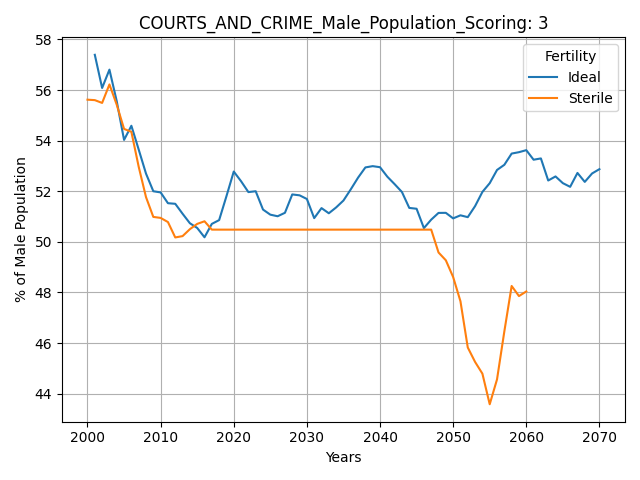 COURTS_AND_CRIME_Male_Population_Scoring: 3
Fertility
Ideal
Sterile
% of Male Population
58
56
54
52
50
48
46
44
2000 2010 2020 2030 2040 2050 2060 2070
Years